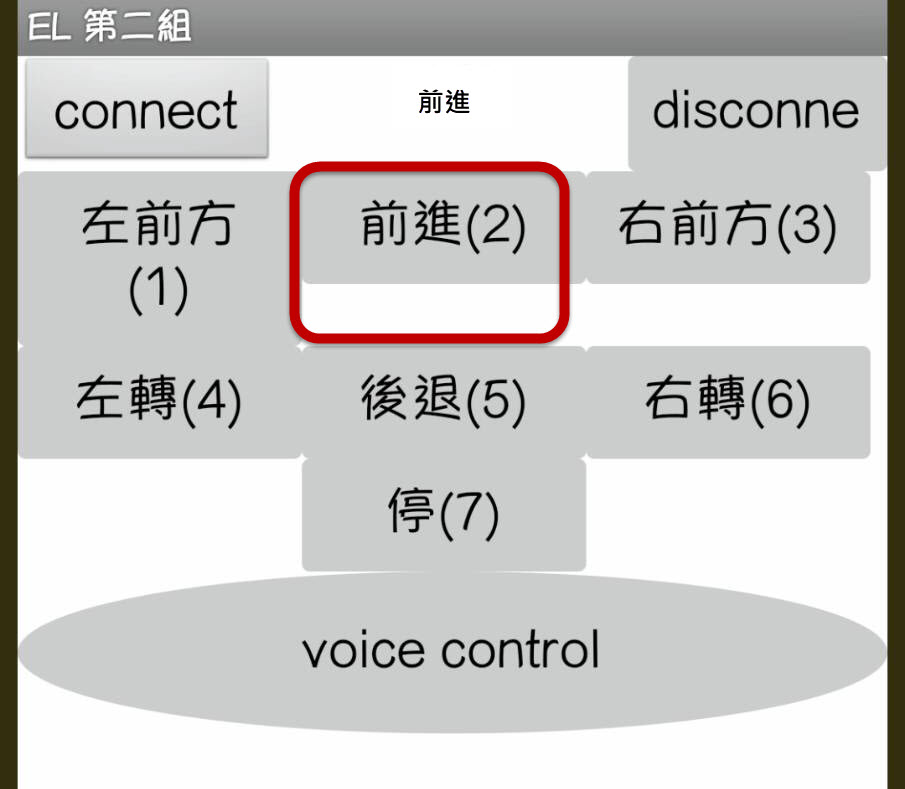 EL 第二組
connect
前進
disconne
左前方
(1)
前進(2)
右前方(3)
左轉(4)
後退(5)
右轉(6)
停(7)
voice control